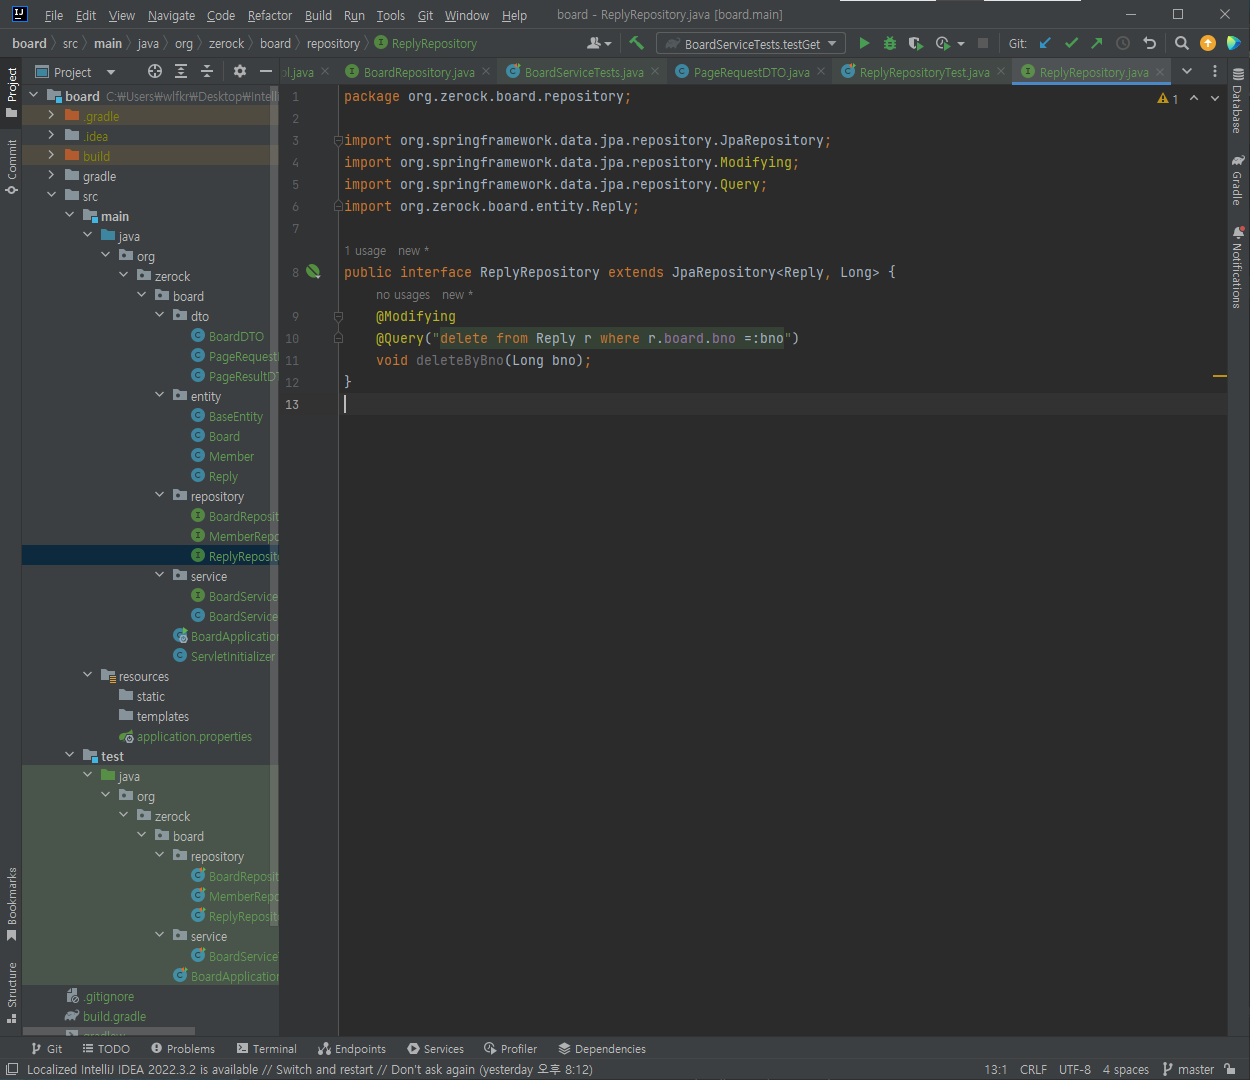 File Edit View Navigate Code Refactor Build Run Tools Git Window Help board - ReplyRepository.java [board.main]
board src main java org zerock board repository ReplyRepository BoardServiceTests.testGet Git:
Project
l.java BoardRepository.java BoardServiceTests.java PageRequestDTO.java ReplyRepositoryTest.java ReplyRepository.java
Project
Commit
Bookmarks
Structure
board C:₩Users₩wlfkr₩Desktop₩Intelli
.gradle
.idea
build
gradle
src
main
java
org
zerock
board
dto
BoardDTO
PageRequest
PageResultDT
entity
BaseEntity
Board
Member
Reply
repository
BoardReposit
MemberRepo
ReplyReposito
service
BoardService
BoardService
BoardApplication
ServletInitializer
resources
static
templates
application.properties
test
java
org
zerock
board
repository
BoardReposit
MemberRepo
ReplyReposit
service
BoardService
BoardApplication
.gitignore
build.gradle
gradlew
1 package org.zerock.board.repository;
2
3 import org.springframework.data.jpa.repository.JpaRepository;
4 import org.springframework.data.jpa.repository.Modifying;
5 import org.springframework.data.jpa.repository.Query;
6 import org.zerock.board.entity.Reply;
7
1 usage new *
8 public interface ReplyRepository extends JpaRepository<Reply, Long> {
no usages new *
9 @Modifying
10 @Query("delete from Reply r where r.board.bno =:bno")
11 void deleteByBno(Long bno);
12 }
13
1
Database
Gradle
Notifications
Git TODO Problems Terminal Endpoints Services Profiler Dependencies
Localized IntelliJ IDEA 2022.3.2 is available // Switch and restart // Don't ask again (yesterday 오후 8:12) 13:1 CRLF UTF-8 4 spaces master